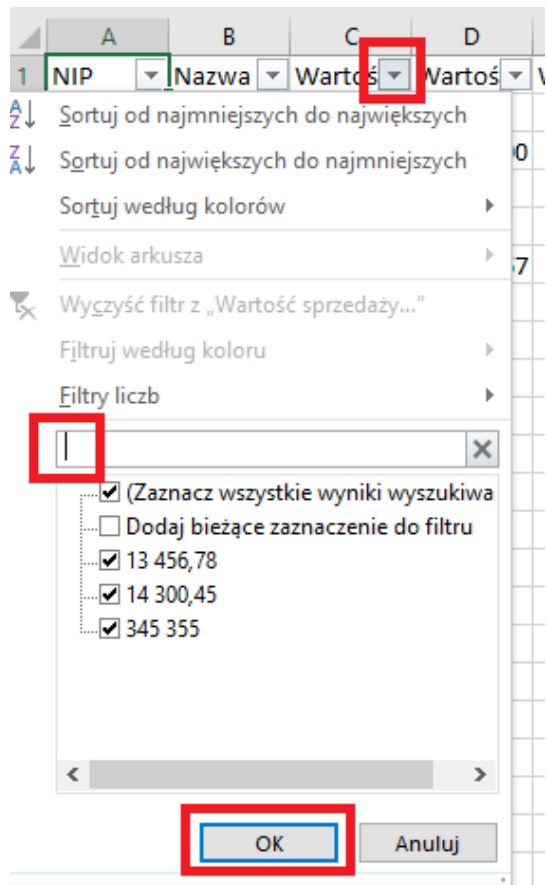 A B C D
1 NIP Nazwa Wartoś Wartoś
Sortuj od najmniejszych do największych
Sortuj od największych do najmniejszych
0
Sortuj według kolorów
Widok arkusza
7
Wyczyść filtr z „Wartość sprzedaży...”
Filtruj według koloru
Filtry liczb
(Zaznacz wszystkie wyniki wyszukiwa
Dodaj bieżące zaznaczenie do filtru
13 456,78
14 300,45
345 355
OK Anuluj